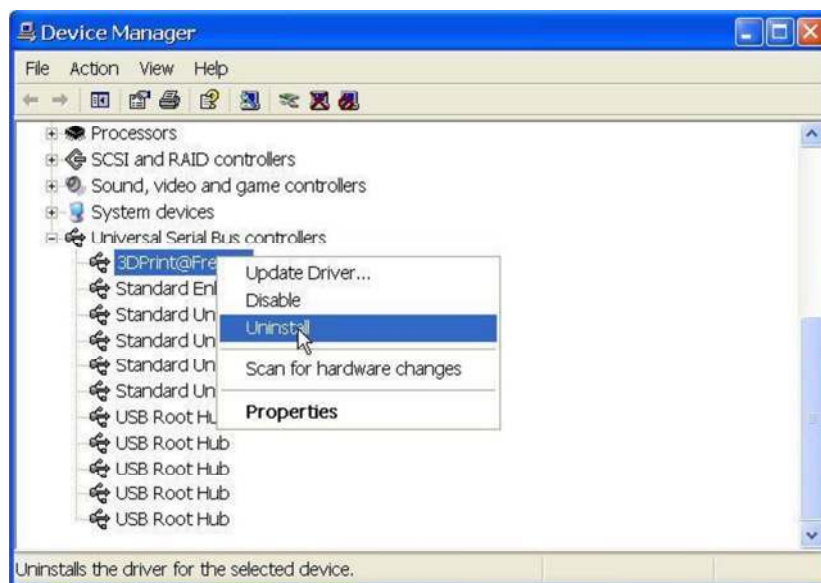 Device Manager
File Action View Help
Processors
SCSI and RAID controllers
Sound, video and game controllers
System devices
Universal Serial Bus controllers
3DPrint@Fre
Update Driver...
Standard Enl
Disable
Standard Un
Uninstall
Standard Un
Standard Un
Scan for hardware changes
Standard Un
USB Root Hu
Properties
USB Root Hub
USB Root Hub
USB Root Hub
USB Root Hub
Uninstalls the driver for the selected device.